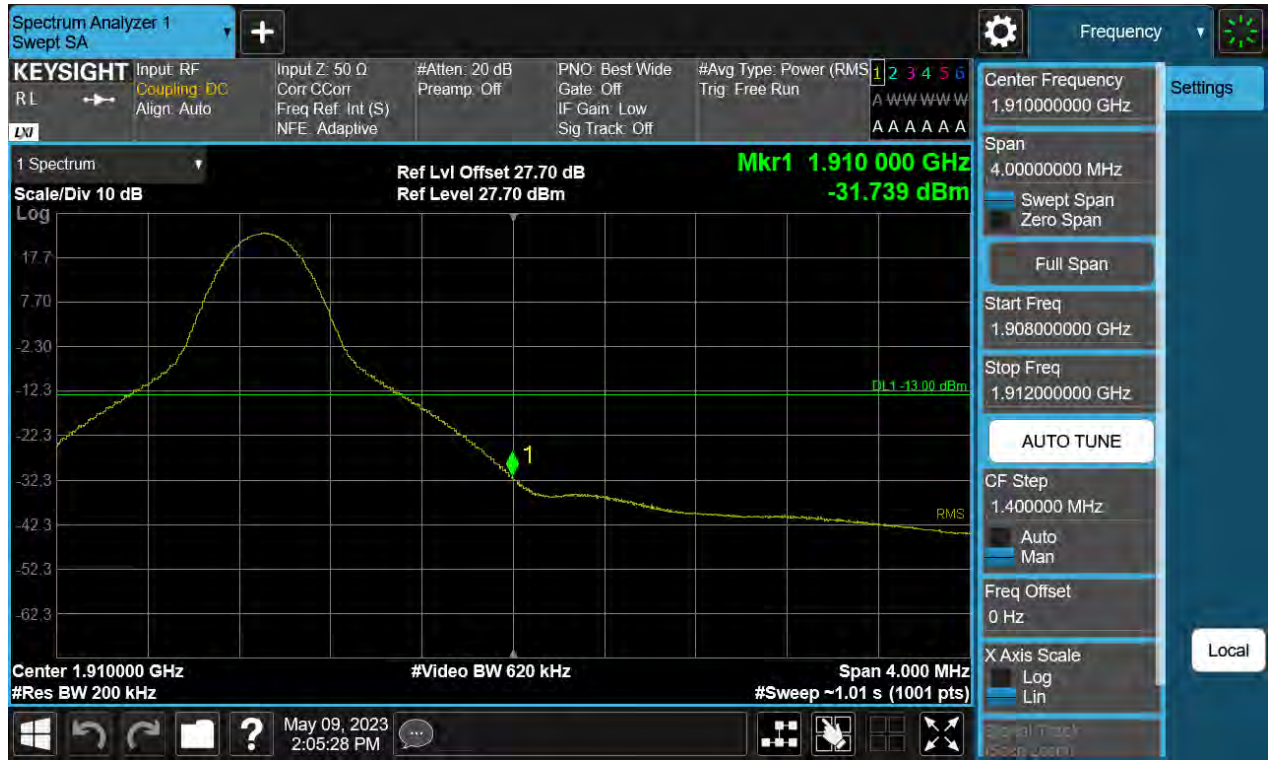 Spectrum Analyzer 1
Swept SA
+
Frequency
KEYSIGHT
RL
LXI
Input: RF
Coupling: DC
Align: Auto
Input Z: 50 Ω
Corr CCorr
Freq Ref: Int (S)
NFE: Adaptive
#Atten: 20 dB
Preamp: Off
PNO: Best Wide
Gate: Off
IF Gain: Low
Sig Track: Off
#Avg Type: Power (RMS
Trig: Free Run
1 2 3 4 5 6
A W W W W W
A A A A A A
1 Spectrum
Scale/Div 10 dB
Log
Ref Lvl Offset 27.70 dB
Ref Level 27.70 dBm
Mkr1 1.910 000 GHz
-31.739 dBm
17.7
7.70
-2.30
-12.3
-22.3
-32.3
-42.3
-52.3
-62.3
DL1 -13.00 dBm
1
RMS
Center 1.910000 GHz
#Res BW 200 kHz
#Video BW 620 kHz
Span 4.000 MHz
#Sweep ~1.01 s (1001 pts)
Center Frequency
1.910000000 GHz
Settings
Span
4.00000000 MHz
Swept Span
Zero Span
Full Span
Start Freq
1.908000000 GHz
Stop Freq
1.912000000 GHz
AUTO TUNE
CF Step
1.400000 MHz
Auto
Man
Freq Offset
0 Hz
X Axis Scale
Log
Lin
Local
Signal Track
(Span Zoom)
?
May 09, 2023
2:05:28 PM